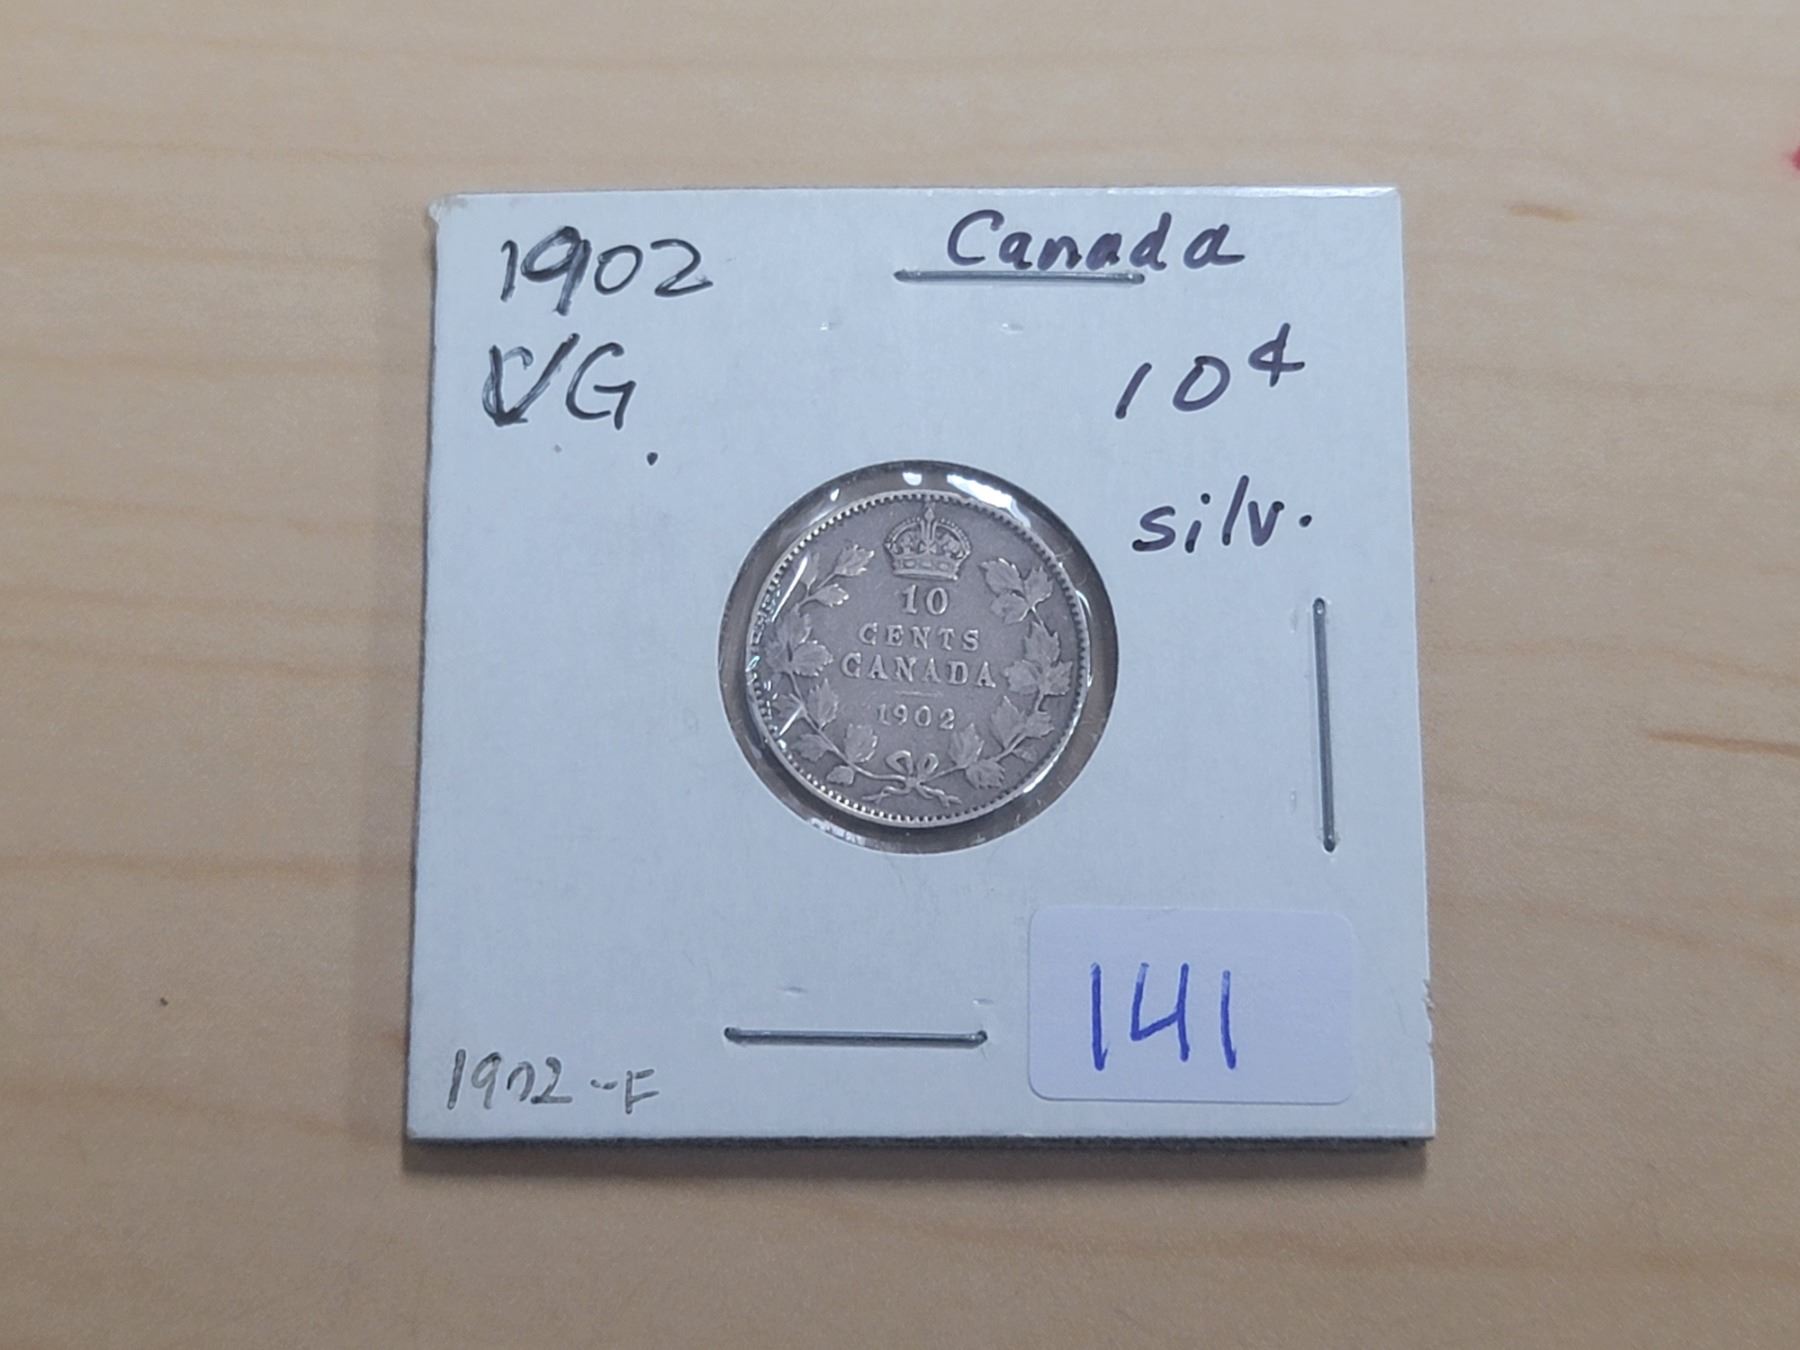 1902
Canada
VG.
10¢
silv.
10
CENTS
CANADA
1902
141
1902-F